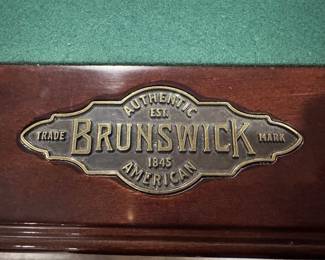 AUTHENTIC
EST.
TRADE BRUNSWICK MARK
1845
AMERICAN